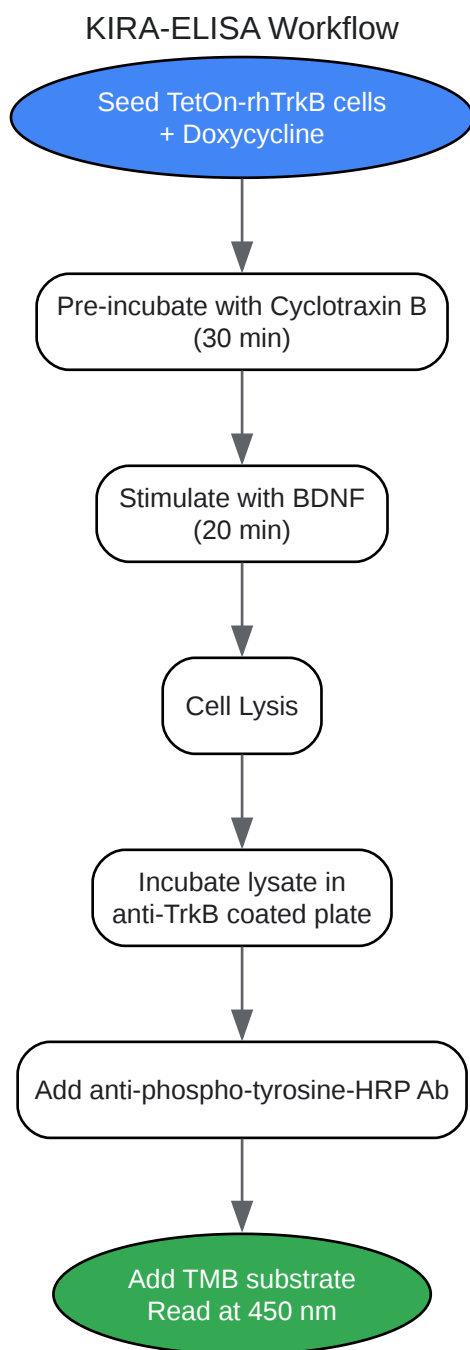 KIRA-ELISA Workflow
Seed TetOn-rhTrkB cells
+ Doxycycline
Pre-incubate with Cyclotraxin B
(30 min)
Stimulate with BDNF
(20 min)
Cell Lysis
Incubate lysate in
anti-TrkB coated plate
Add anti-phospho-tyrosine-HRP Ab
Add TMB substrate
Read at 450 nm